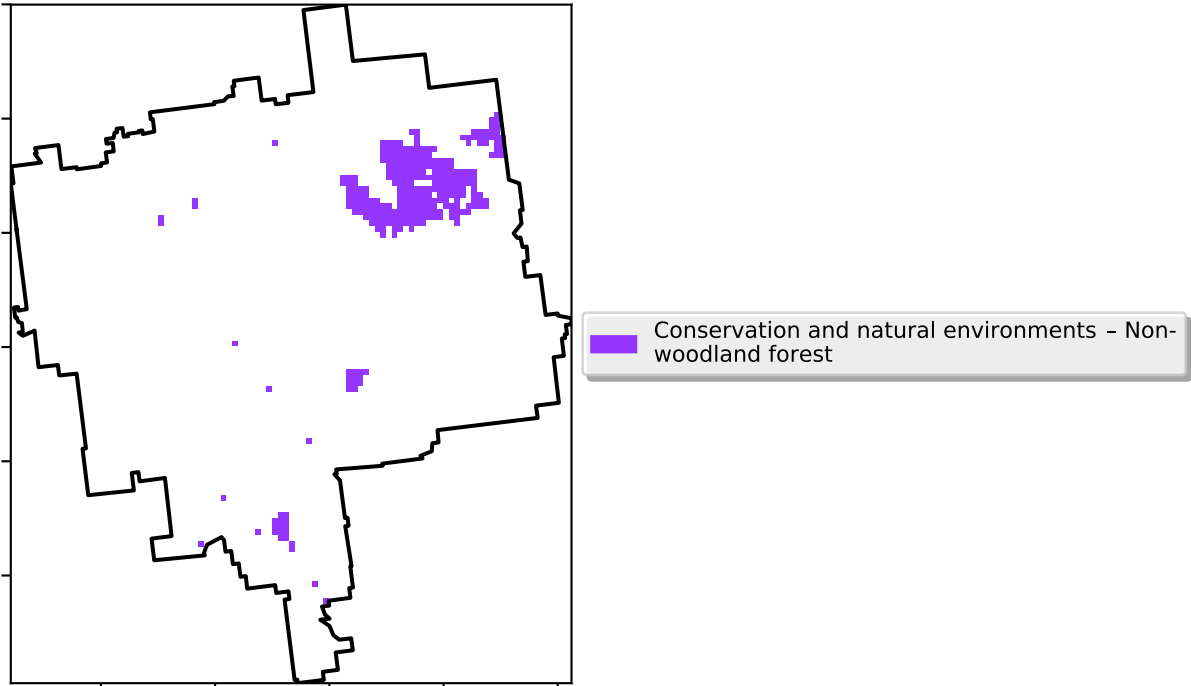 Conservation and natural environments – Non-
woodland forest